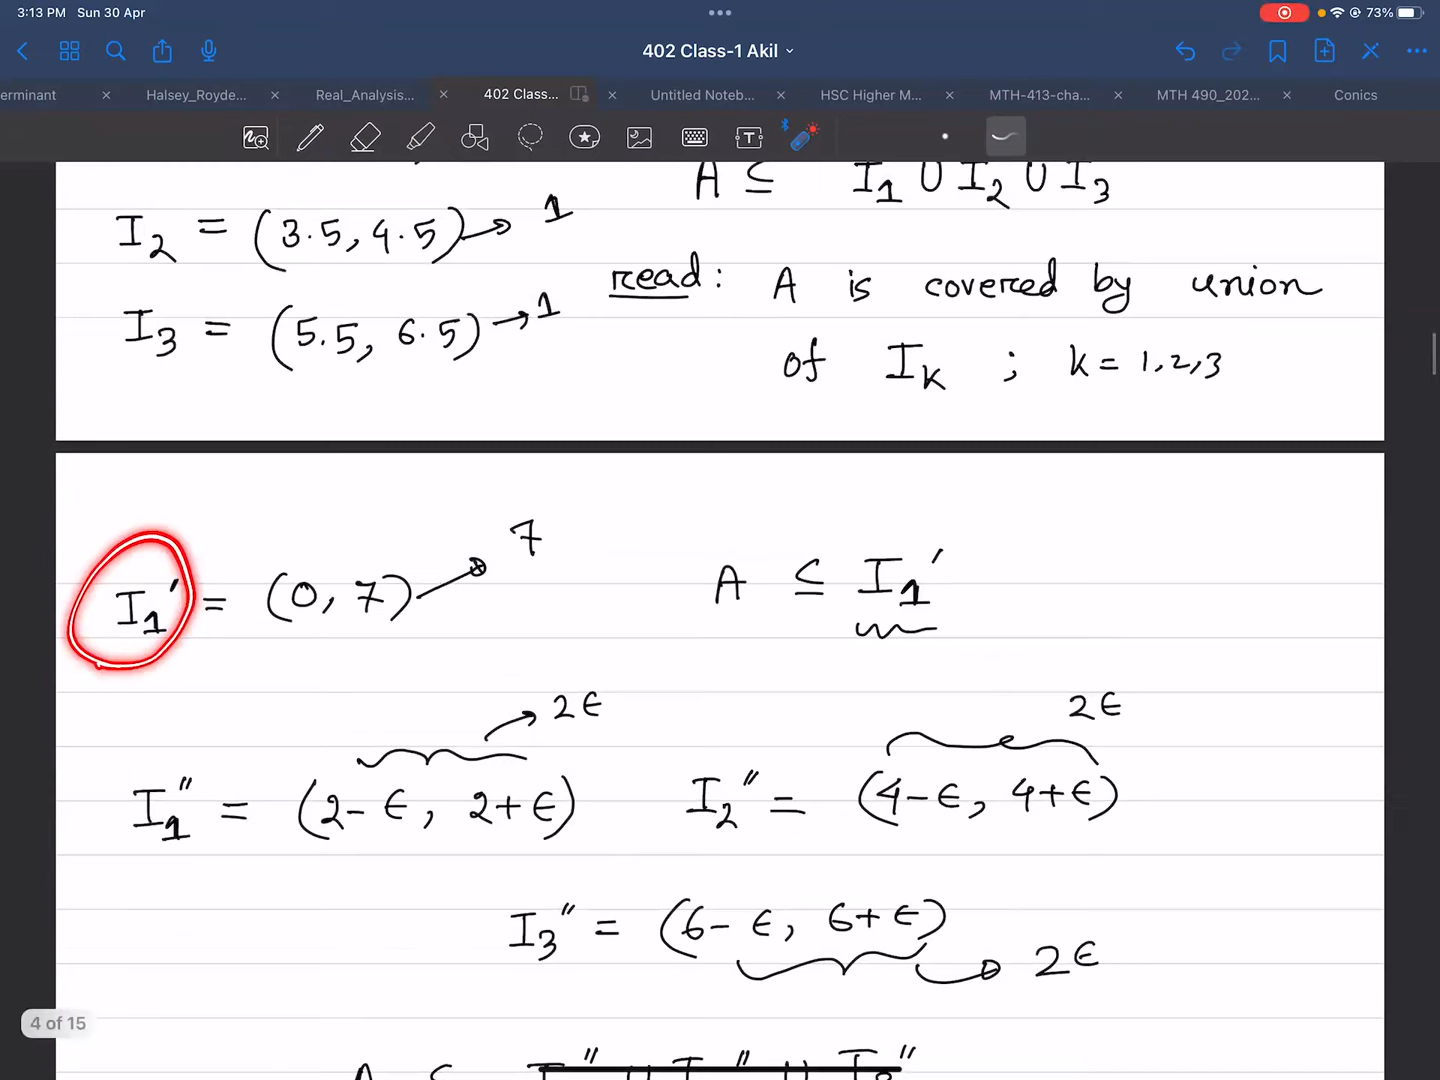 3:13 PM Sun 30 Apr
73%
402 Class-1 Akil
erminant × Halsey_Royde... × Real_Analysis... × 402 Class... × Untitled Noteb... × HSC Higher M... × MTH-413-cha... × MTH 490_202... × Conics
A ⊆ I₁ ∪ I₂ ∪ I₃
I₂ = (3.5, 4.5) → 1
read: A is covered by union
I₃ = (5.5, 6.5) → 1
of I_k ; k = 1,2,3
I₁' = (0, 7) → 7
A ⊆ I₁'
2ϵ 2ϵ
I₁'' = (2-ϵ, 2+ϵ) I₂'' = (4-ϵ, 4+ϵ)
I₃'' = (6-ϵ, 6+ϵ)
2ϵ
4 of 15